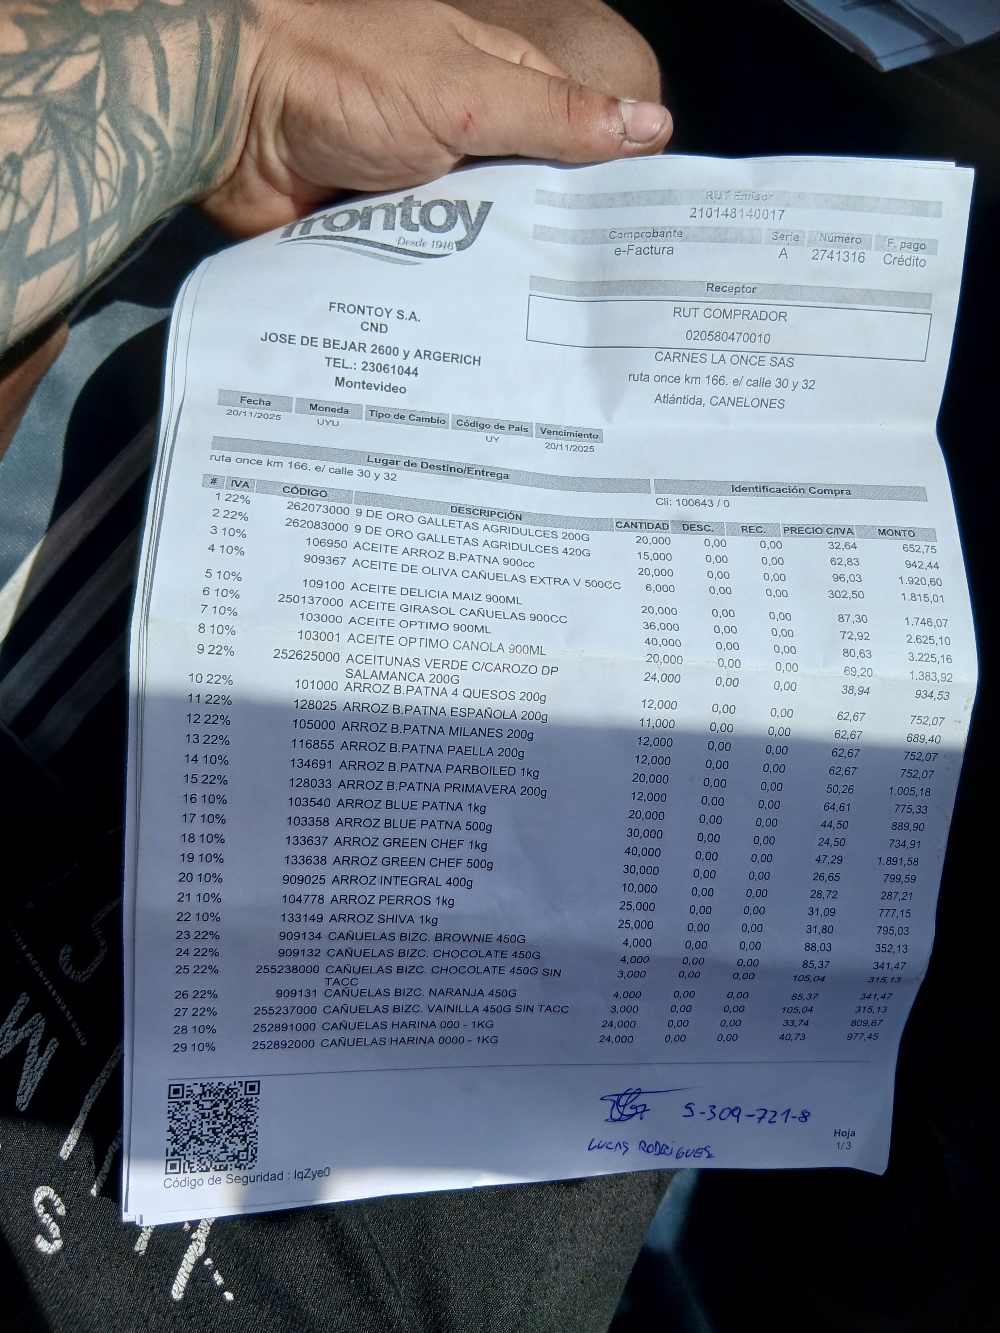 frontoy
Desde 1946
RUT Emisor
210148140017
Comprobante Serie Número F. pago
e-Factura A 2741316 Crédito
Receptor
RUT COMPRADOR
020580470010
CARNES LA ONCE SAS
ruta once km 166. e/ calle 30 y 32
Atlántida, CANELONES
FRONTOY S.A.
CND
JOSE DE BEJAR 2600 y ARGERICH
TEL.: 23061044
Montevideo
Fecha Moneda Tipo de Cambio Código de País Vencimiento
20/11/2025 UYU UY 20/11/2025
Lugar de Destino/Entrega Identificación Compra
ruta once km 166. e/ calle 30 y 32 Cli: 100643 / 0
# IVA CÓDIGO DESCRIPCIÓN CANTIDAD DESC. REC. PRECIO C/IVA MONTO
1 22% 262073000 9 DE ORO GALLETAS AGRIDULCES 200G 20,000 0,00 0,00 32,64 652,75
2 22% 262083000 9 DE ORO GALLETAS AGRIDULCES 420G 15,000 0,00 0,00 62,83 942,44
3 10% 106950 ACEITE ARROZ B.PATNA 900cc 20,000 0,00 0,00 96,03 1.920,60
4 10% 909367 ACEITE DE OLIVA CAÑUELAS EXTRA V 500CC 6,000 0,00 0,00 302,50 1.815,01
5 10% 109100 ACEITE DELICIA MAIZ 900ML 20,000 0,00 0,00 87,30 1.746,07
6 10% 250137000 ACEITE GIRASOL CAÑUELAS 900CC 36,000 0,00 0,00 72,92 2.625,10
7 10% 103000 ACEITE OPTIMO 900ML 40,000 0,00 0,00 80,63 3.225,16
8 10% 103001 ACEITE OPTIMO CANOLA 900ML 20,000 0,00 0,00 69,20 1.383,92
9 22% 252625000 ACEITUNAS VERDE C/CAROZO DP 24,000 0,00 0,00 38,94 934,53
SALAMANCA 200G
10 22% 101000 ARROZ B.PATNA 4 QUESOS 200g 12,000 0,00 0,00 62,67 752,07
11 22% 128025 ARROZ B.PATNA ESPAÑOLA 200g 11,000 0,00 0,00 62,67 689,40
12 22% 105000 ARROZ B.PATNA MILANES 200g 12,000 0,00 0,00 62,67 752,07
13 22% 116855 ARROZ B.PATNA PAELLA 200g 12,000 0,00 0,00 62,67 752,07
14 10% 134691 ARROZ B.PATNA PARBOILED 1kg 20,000 0,00 0,00 50,26 1.005,18
15 22% 128033 ARROZ B.PATNA PRIMAVERA 200g 12,000 0,00 0,00 64,61 775,33
16 10% 103540 ARROZ BLUE PATNA 1kg 20,000 0,00 0,00 44,50 889,90
17 10% 103358 ARROZ BLUE PATNA 500g 30,000 0,00 0,00 24,50 734,91
18 10% 133637 ARROZ GREEN CHEF 1kg 40,000 0,00 0,00 47,29 1.891,58
19 10% 133638 ARROZ GREEN CHEF 500g 30,000 0,00 0,00 26,65 799,59
20 10% 909025 ARROZ INTEGRAL 400g 10,000 0,00 0,00 28,72 287,21
21 10% 104778 ARROZ PERROS 1kg 25,000 0,00 0,00 31,09 777,15
22 10% 133149 ARROZ SHIVA 1kg 25,000 0,00 0,00 31,80 795,03
23 22% 909134 CAÑUELAS BIZC. BROWNIE 450G 4,000 0,00 0,00 88,03 352,13
24 22% 909132 CAÑUELAS BIZC. CHOCOLATE 450G 4,000 0,00 0,00 85,37 341,47
25 22% 255238000 CAÑUELAS BIZC. CHOCOLATE 450G SIN 3,000 0,00 0,00 105,04 315,13
TACC
26 22% 909131 CAÑUELAS BIZC. NARANJA 450G 4,000 0,00 0,00 85,37 341,47
27 22% 255237000 CAÑUELAS BIZC. VAINILLA 450G SIN TACC 3,000 0,00 0,00 105,04 315,13
28 10% 252891000 CAÑUELAS HARINA 000 - 1KG 24,000 0,00 0,00 33,74 809,67
29 10% 252892000 CAÑUELAS HARINA 0000 - 1KG 24,000 0,00 0,00 40,73 977,45
5-309-721-8
LUCAS RODRIGUES
Hoja
1/3
Código de Seguridad : IqZye0